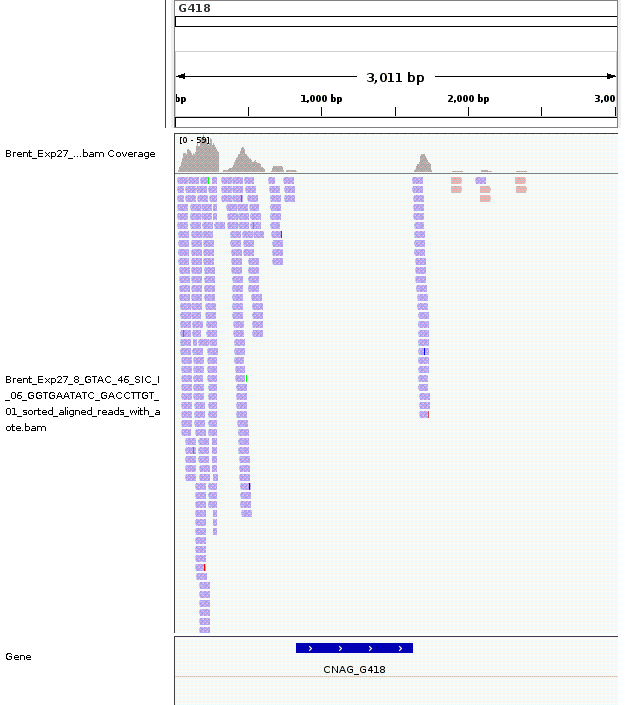 G418
3,011 bp
bp
1,000 bp
2,000 bp
3,00
[0 - 59]
Brent_Exp27_...bam Coverage
Brent_Exp27_8_GTAC_46_SIC_I
_06_GGTGAATATC_GACCTTGT_
01_sorted_aligned_reads_with_a
ote.bam
Gene
CNAG_G418